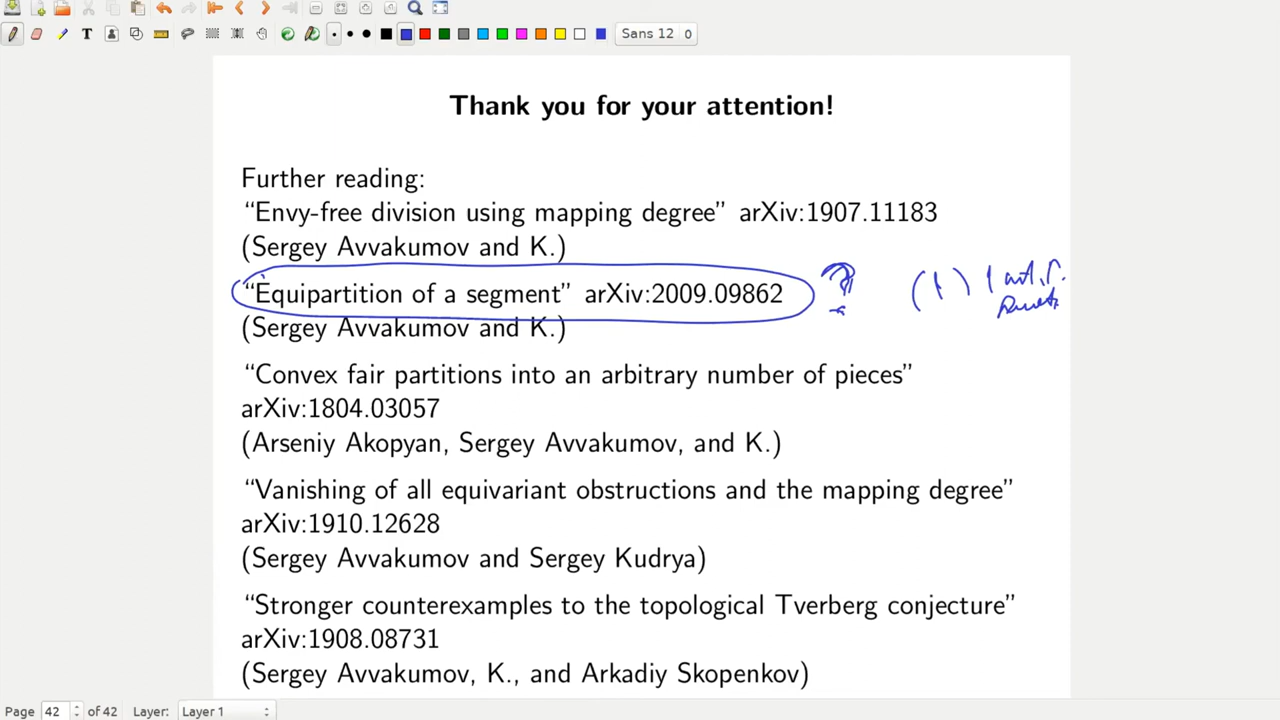 T
Sans 12 0
Thank you for your attention!
Further reading:
“Envy-free division using mapping degree” arXiv:1907.11183
(Sergey Avvakumov and K.)
“Equipartition of a segment” arXiv:2009.09862
(Sergey Avvakumov and K.)
“Convex fair partitions into an arbitrary number of pieces”
arXiv:1804.03057
(Arseniy Akopyan, Sergey Avvakumov, and K.)
“Vanishing of all equivariant obstructions and the mapping degree”
arXiv:1910.12628
(Sergey Avvakumov and Sergey Kudrya)
“Stronger counterexamples to the topological Tverberg conjecture”
arXiv:1908.08731
(Sergey Avvakumov, K., and Arkadiy Skopenkov)
Page 42 of 42 Layer: Layer 1